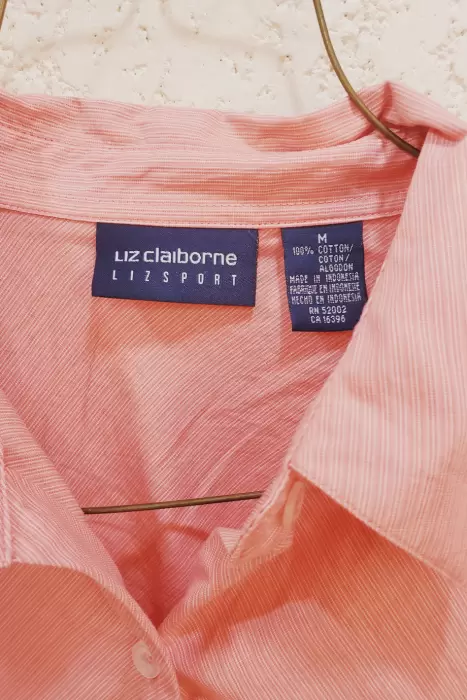 LIZ claiborne
LIZSPORT
M
100% COTTON/
COTON/
ALGODON
MADE IN INDONESIA
FABRIQUE EN INDONESIE
HECHO EN INDONESIA
RN 52002
CA 16396